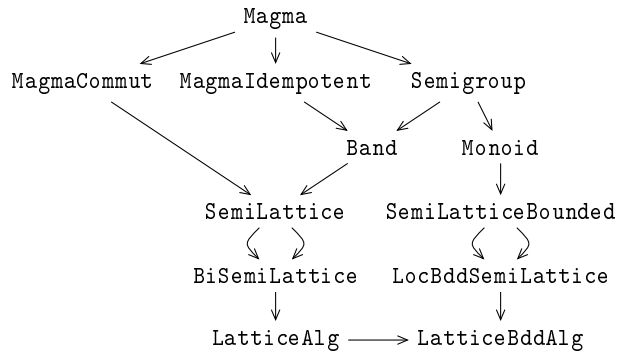 Magma
MagmaCommut MagmaIdempotent Semigroup
Band Monoid
SemiLattice SemiLatticeBounded
BiSemiLattice LocBddSemiLattice
LatticeAlg LatticeBddAlg